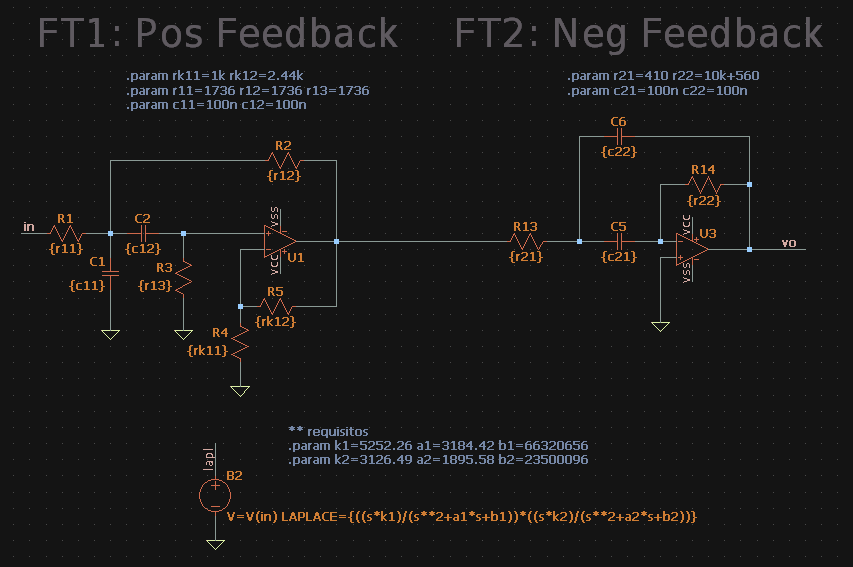 FT1: Pos Feedback
FT2: Neg Feedback
.param rk11=1k rk12=2.44k
.param r11=1736 r12=1736 r13=1736
.param c11=100n c12=100n
.param r21=410 r22=10k+560
.param c21=100n c22=100n
C6
{c22}
R2
{r12}
R14
{r22}
in
R1
{r11}
C2
{c12}
VSS
VCC
U1
C1
{c11}
R3
{r13}
R5
{rk12}
R4
{rk11}
R13
{r21}
C5
{c21}
VCC
VSS
U3
vo
** requisitos
.param k1=5252.26 a1=3184.42 b1=66320656
.param k2=3126.49 a2=1895.58 b2=23500096
lapl
B2
V=V(in) LAPLACE={((s*k1)/(s**2+a1*s+b1))*((s*k2)/(s**2+a2*s+b2))}